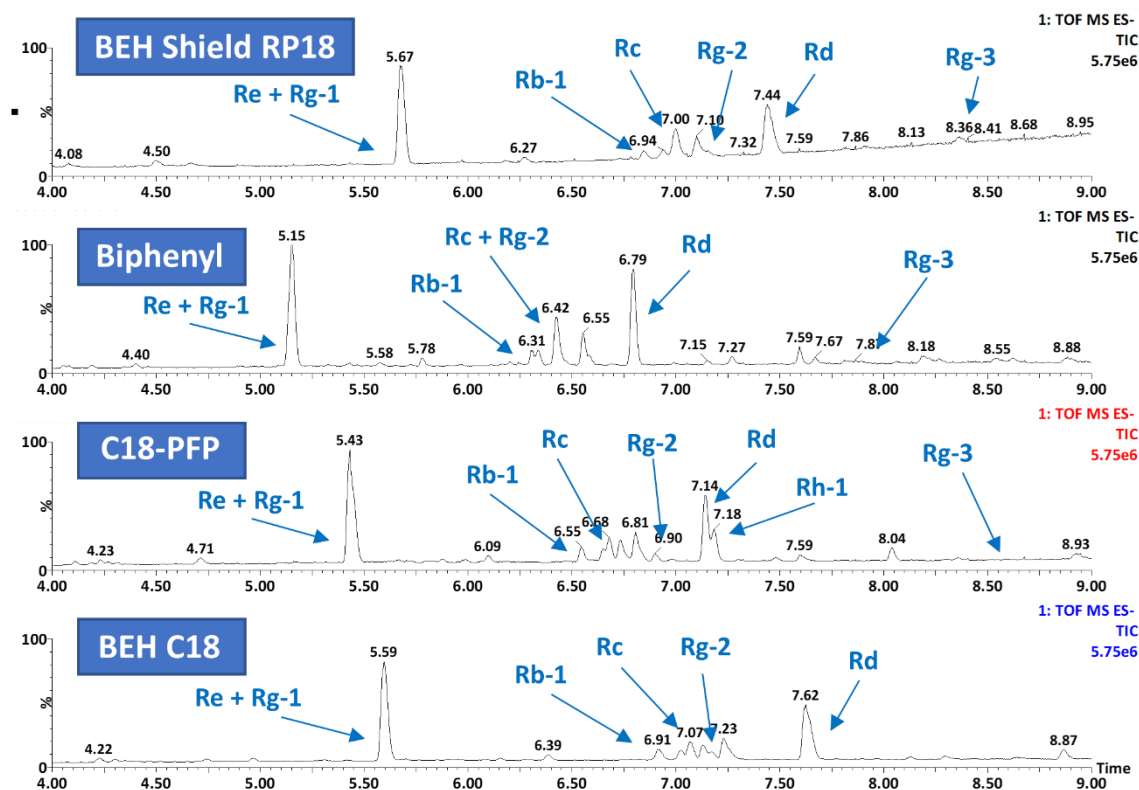 BEH Shield RP18
1: TOF MS ES-
TIC
5.75e6
100
%
0
Re + Rg-1
Rb-1
Rc
Rg-2
Rd
Rg-3
4.08
4.50
5.67
6.27
6.94
7.00
7.10
7.32
7.44
7.59
7.86
8.13
8.36
8.41
8.68
8.95
4.00 4.50 5.00 5.50 6.00 6.50 7.00 7.50 8.00 8.50 9.00
Biphenyl
1: TOF MS ES-
TIC
5.75e6
100
%
0
Re + Rg-1
Rb-1
Rc + Rg-2
Rd
Rg-3
4.40
5.15
5.58
5.78
6.31
6.42
6.55
6.79
7.15
7.27
7.59
7.67
8.18
8.55
8.88
4.00 4.50 5.00 5.50 6.00 6.50 7.00 7.50 8.00 8.50 9.00
C18-PFP
1: TOF MS ES-
TIC
5.75e6
100
%
0
Re + Rg-1
Rb-1
Rc
Rg-2
Rd
Rh-1
Rg-3
4.23
4.71
5.43
6.09
6.55
6.68
6.81
6.90
7.14
7.18
7.59
8.04
8.93
4.00 4.50 5.00 5.50 6.00 6.50 7.00 7.50 8.00 8.50 9.00
BEH C18
1: TOF MS ES-
TIC
5.75e6
100
%
0
Re + Rg-1
Rb-1
Rc
Rg-2
Rd
4.22
5.59
6.39
6.91
7.07
7.23
7.62
8.87
4.00 4.50 5.00 5.50 6.00 6.50 7.00 7.50 8.00 8.50 9.00
Time